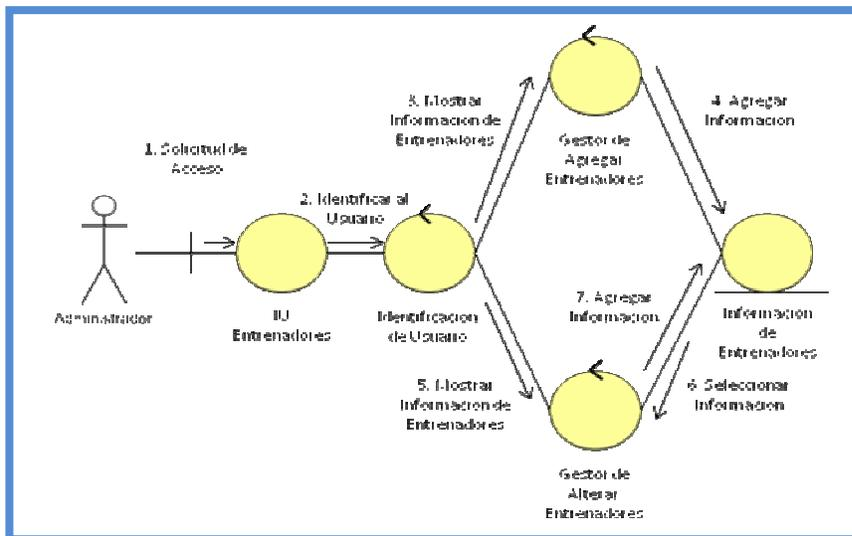 3. Mostrar
Informacion de
Entrenadores
4. Agregar
Informacion
Gestor de
Agregar
Entrenadores
1. Solicitud de
Acceso
2. Identificar al
Usuario
Administrador
IU
Entrenadores
Identificacion
de Usuario
7. Agregar
Informacion
Informacion
de
Entrenadores
5. Mostrar
Informacion de
Entrenadores
6. Seleccionar
Informacion
Gestor de
Alterar
Entrenadores